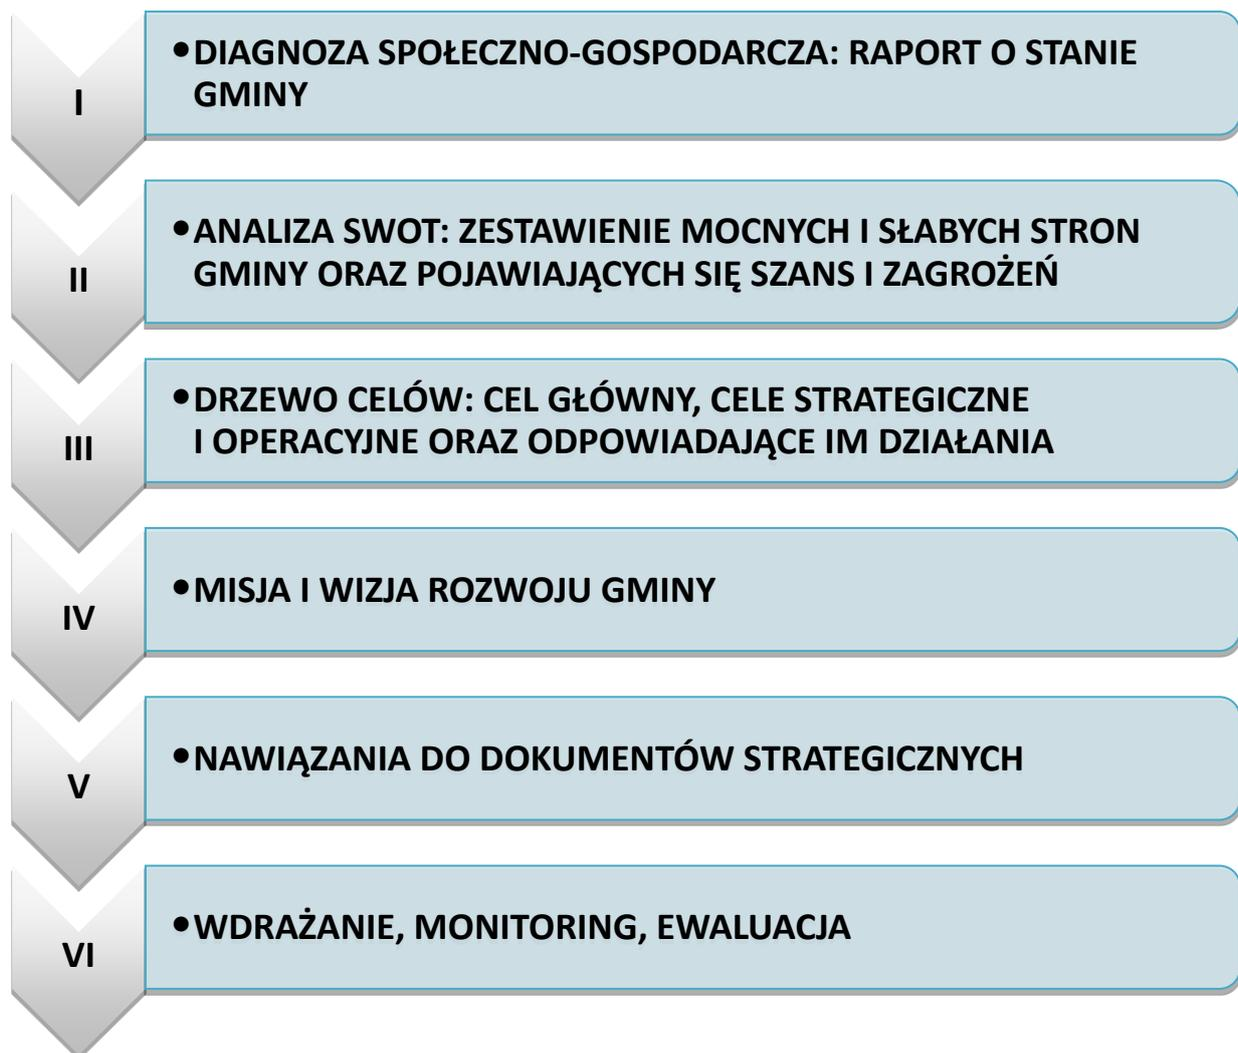 I
•DIAGNOZA SPOŁECZNO-GOSPODARCZA: RAPORT O STANIE
GMINY
II
•ANALIZA SWOT: ZESTAWIENIE MOCNYCH I SŁABYCH STRON
GMINY ORAZ POJAWIAJĄCYCH SIĘ SZANS I ZAGROŻEŃ
III
•DRZEWO CELÓW: CEL GŁÓWNY, CELE STRATEGICZNE
I OPERACYJNE ORAZ ODPOWIADAJĄCE IM DZIAŁANIA
IV
•MISJA I WIZJA ROZWOJU GMINY
V
•NAWIĄZANIA DO DOKUMENTÓW STRATEGICZNYCH
VI
•WDRAŻANIE, MONITORING, EWALUACJA